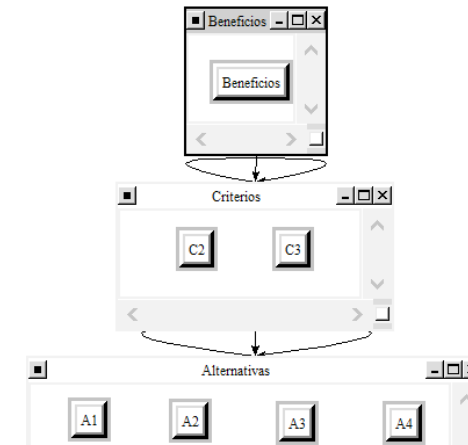 Beneficios
Beneficios
Criterios
C2 C3
Alternativas
A1 A2 A3 A4